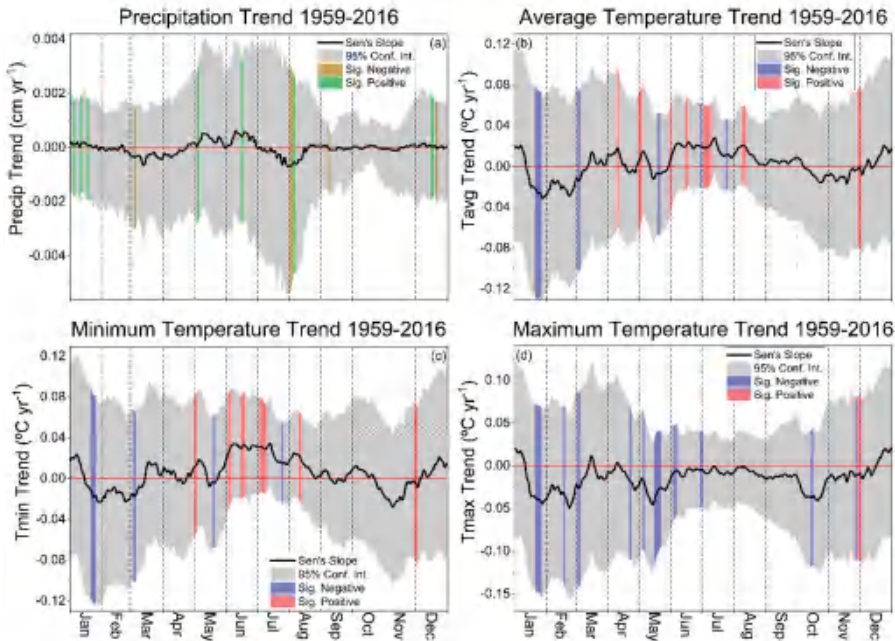 Precipitation Trend 1959-2016
Average Temperature Trend 1959-2016
(a)
Sen's Slope
95% Conf. Int.
Sig. Negative
Sig. Positive
0.004
0.002
0.000
-0.002
-0.004
Precip Trend (cm yr⁻¹)
(b)
Sen's Slope
95% Conf. Int.
Sig. Negative
Sig. Positive
0.12
0.08
0.04
0.00
-0.04
-0.08
-0.12
Tavg Trend (ºC yr⁻¹)
Minimum Temperature Trend 1959-2016
Maximum Temperature Trend 1959-2016
(c)
0.12
0.08
0.04
0.00
-0.04
-0.08
-0.12
Tmin Trend (ºC yr⁻¹)
Sen's Slope
95% Conf. Int.
Sig. Negative
Sig. Positive
Jan Feb Mar Apr May Jun Jul Aug Sep Oct Nov Dec
(d)
Sen's Slope
95% Conf. Int.
Sig. Negative
Sig. Positive
0.10
0.05
0.00
-0.05
-0.10
-0.15
Tmax Trend (ºC yr⁻¹)
Jan Feb Mar Apr May Jun Jul Aug Sep Oct Nov Dec